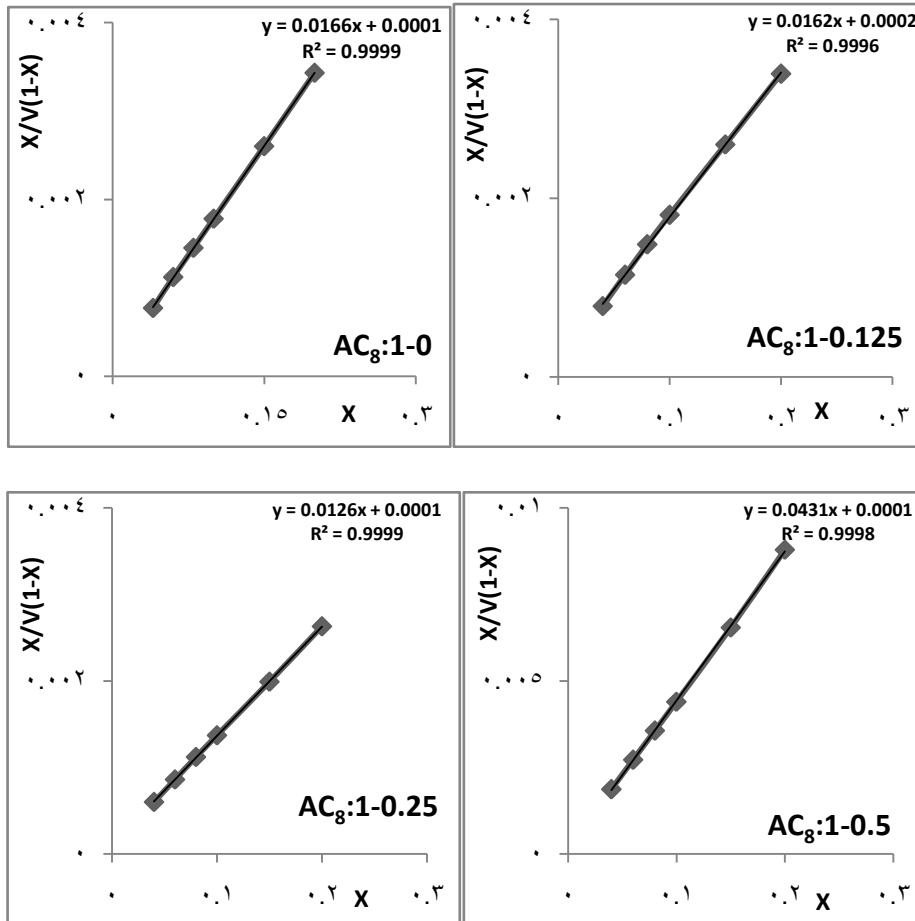 y = 0.0166x + 0.0001
R² = 0.9999
X/V(1-X)
٠.٠٠٤
٠.٠٠٢
٠
AC₈:1-0
٠ ٠.١٥ X ٠.٣
y = 0.0162x + 0.0002
R² = 0.9996
X/V(1-X)
٠.٠٠٤
٠.٠٠٢
٠
AC₈:1-0.125
٠ ٠.١ ٠.٢ X ٠.٣
y = 0.0126x + 0.0001
R² = 0.9999
X/V(1-X)
٠.٠٠٤
٠.٠٠٢
٠
AC₈:1-0.25
٠ ٠.١ ٠.٢ X ٠.٣
y = 0.0431x + 0.0001
R² = 0.9998
X/V(1-X)
٠.٠١
٠.٠٠٥
٠
AC₈:1-0.5
٠ ٠.١ ٠.٢ X ٠.٣